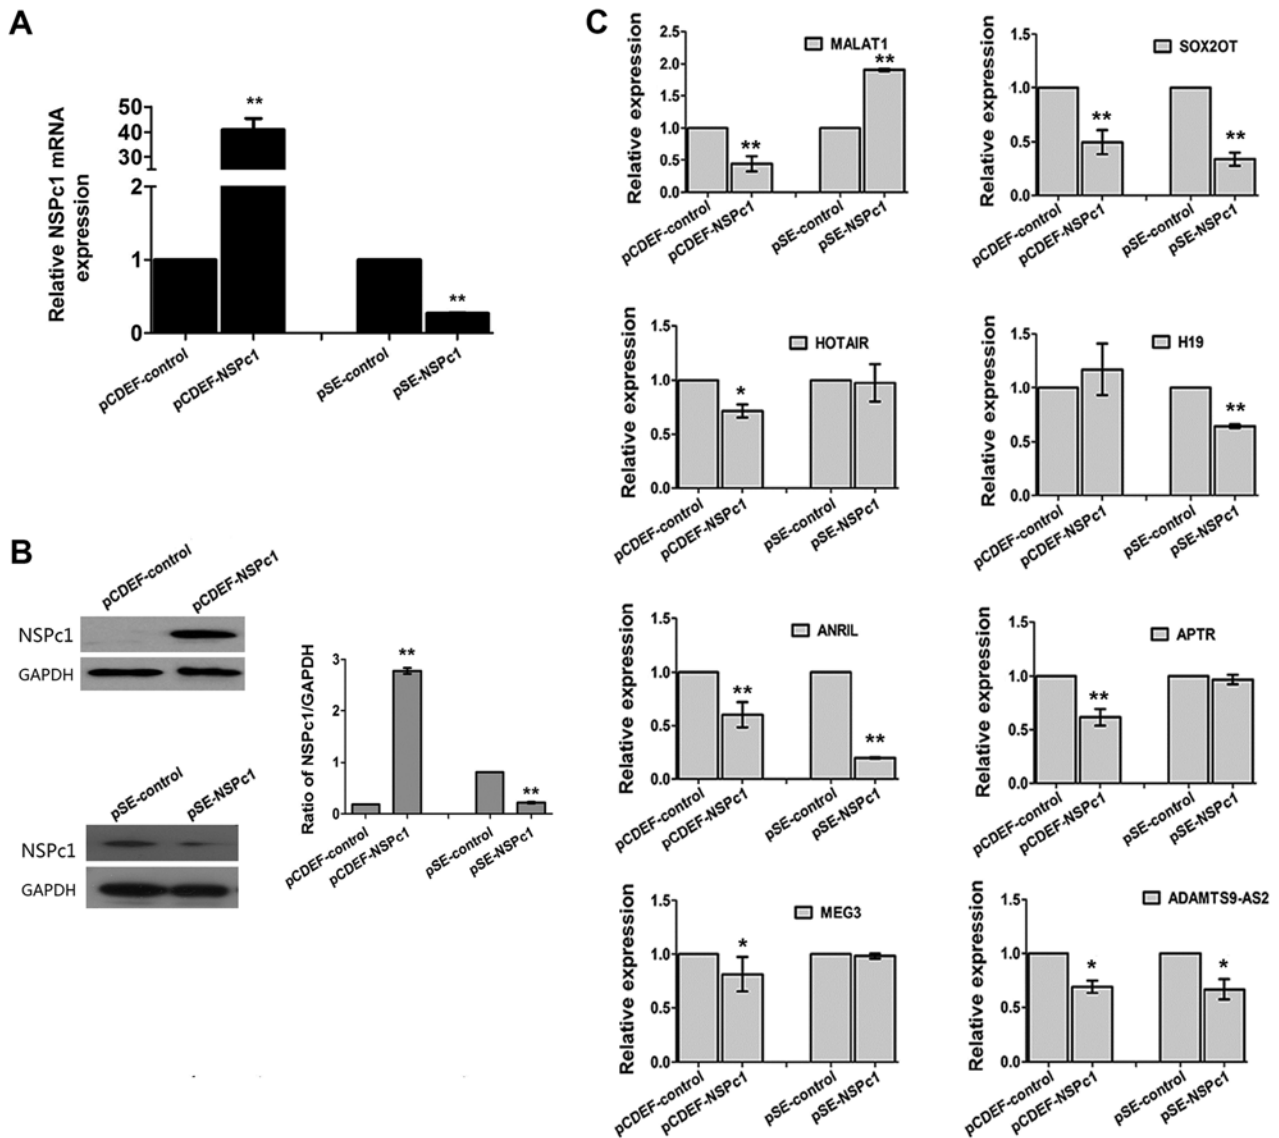 A
Relative NSPc1 mRNA
expression
50
40
30
2
1
0
**
**
pCDEF-control
pCDEF-NSPc1
pSE-control
pSE-NSPc1
B
pCDEF-control
pCDEF-NSPc1
NSPc1
GAPDH
pSE-control
pSE-NSPc1
NSPc1
GAPDH
Ratio of NSPc1/GAPDH
3
2
1
0
**
**
pCDEF-control
pCDEF-NSPc1
pSE-control
pSE-NSPc1
C
Relative expression
2.5
2.0
1.5
1.0
0.5
0.0
MALAT1
**
**
pCDEF-control
pCDEF-NSPc1
pSE-control
pSE-NSPc1
Relative expression
1.5
1.0
0.5
0.0
SOX2OT
**
**
pCDEF-control
pCDEF-NSPc1
pSE-control
pSE-NSPc1
Relative expression
1.5
1.0
0.5
0.0
HOTAIR
*
pCDEF-control
pCDEF-NSPc1
pSE-control
pSE-NSPc1
Relative expression
1.5
1.0
0.5
0.0
H19
**
pCDEF-control
pCDEF-NSPc1
pSE-control
pSE-NSPc1
Relative expression
1.5
1.0
0.5
0.0
ANRIL
**
**
pCDEF-control
pCDEF-NSPc1
pSE-control
pSE-NSPc1
Relative expression
1.5
1.0
0.5
0.0
APTR
**
pCDEF-control
pCDEF-NSPc1
pSE-control
pSE-NSPc1
Relative expression
1.5
1.0
0.5
0.0
MEG3
*
pCDEF-control
pCDEF-NSPc1
pSE-control
pSE-NSPc1
Relative expression
1.5
1.0
0.5
0.0
ADAMTS9-AS2
*
*
pCDEF-control
pCDEF-NSPc1
pSE-control
pSE-NSPc1